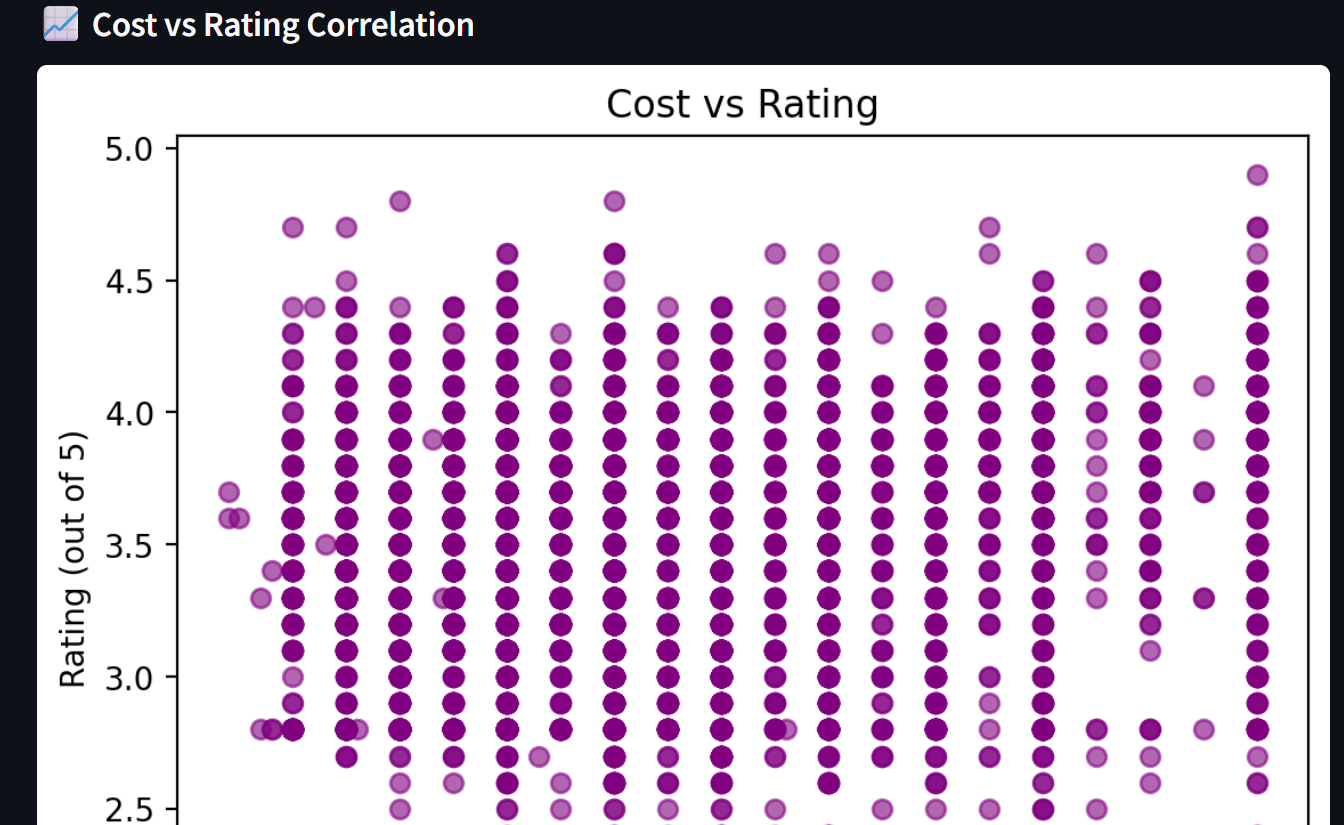 Cost vs Rating Correlation
Cost vs Rating
5.0
4.5
4.0
3.5
3.0
2.5
Rating (out of 5)